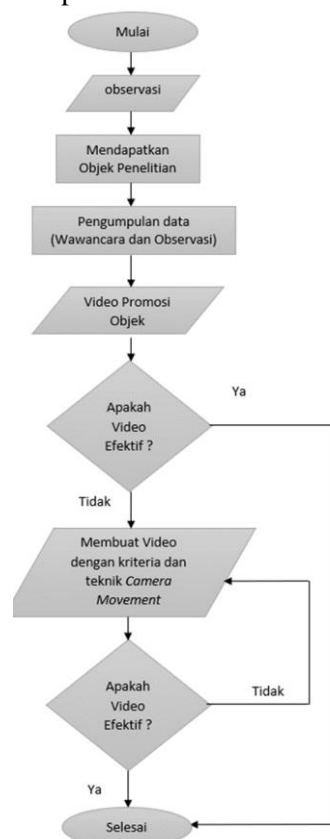 Mulai
observasi
Mendapatkan
Objek Penelitian
Pengumpulan data
(Wawancara dan Observasi)
Video Promosi
Objek
Apakah
Video
Efektif ?
Ya
Tidak
Membuat Video
dengan kriteria dan
teknik Camera
Movement
Apakah
Video
Efektif ?
Tidak
Ya
Selesai